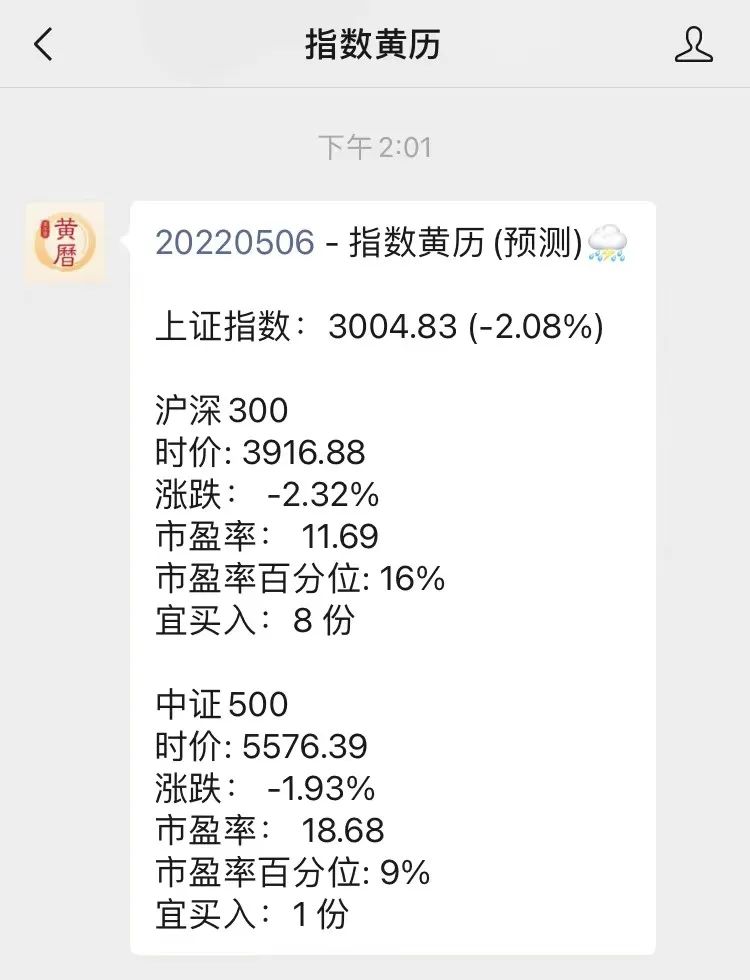 指数黄历
下午 2:01
黄
曆
20220506 - 指数黄历 (预测)🌨
上证指数： 3004.83 (-2.08%)
沪深 300
时价: 3916.88
涨跌： -2.32%
市盈率： 11.69
市盈率百分位: 16%
宜买入： 8 份
中证 500
时价: 5576.39
涨跌： -1.93%
市盈率： 18.68
市盈率百分位: 9%
宜买入： 1 份